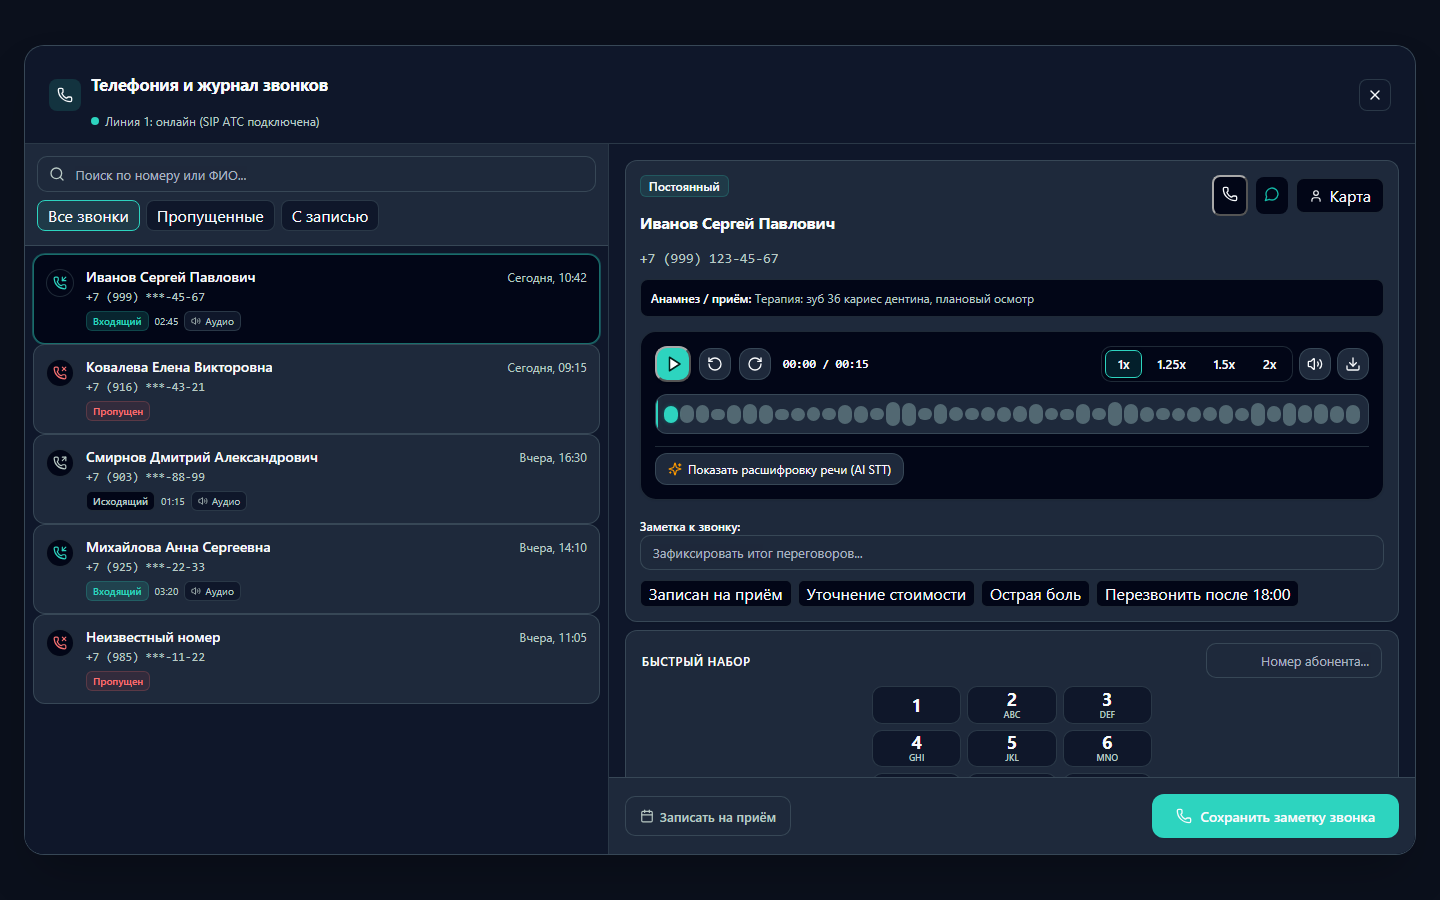 Телефония и журнал звонков
Линия 1: онлайн (SIP АТС подключена)
Поиск по номеру или ФИО...
Все звонки
Пропущенные
С записью
Иванов Сергей Павлович
Сегодня, 10:42
+7 (999) ***-45-67
Входящий
02:45
Аудио
Ковалева Елена Викторовна
Сегодня, 09:15
+7 (916) ***-43-21
Пропущен
Смирнов Дмитрий Александрович
Вчера, 16:30
+7 (903) ***-88-99
Исходящий
01:15
Аудио
Михайлова Анна Сергеевна
Вчера, 14:10
+7 (925) ***-22-33
Входящий
03:20
Аудио
Неизвестный номер
Вчера, 11:05
+7 (985) ***-11-22
Пропущен
Постоянный
Карта
Иванов Сергей Павлович
+7 (999) 123-45-67
Анамнез / приём: Терапия: зуб 36 кариес дентина, плановый осмотр
00:00 / 00:15
1x
1.25x
1.5x
2x
Показать расшифровку речи (AI STT)
Заметка к звонку:
Зафиксировать итог переговоров...
Записан на приём
Уточнение стоимости
Острая боль
Перезвонить после 18:00
БЫСТРЫЙ НАБОР
Номер абонента...
1
2
ABC
3
DEF
4
GHI
5
JKL
6
MNO
Записать на приём
Сохранить заметку звонка